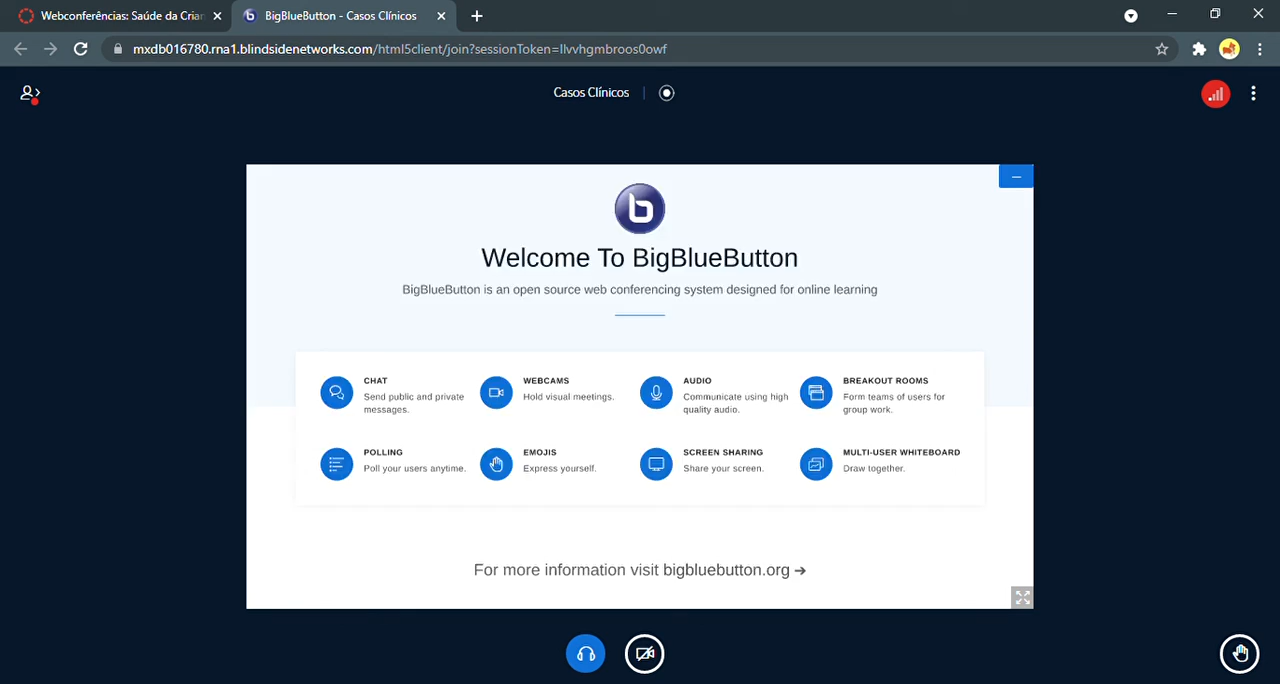 Webconferências: Saúde da Crian
BigBlueButton - Casos Clínicos
mxdb016780.rna1.blindsidenetworks.com/html5client/join?sessionToken=llvvhgmbroos0owf
Casos Clínicos
Welcome To BigBlueButton
BigBlueButton is an open source web conferencing system designed for online learning
CHAT
Send public and private
messages.
WEBCAMS
Hold visual meetings.
AUDIO
Communicate using high
quality audio.
BREAKOUT ROOMS
Form teams of users for
group work.
POLLING
Poll your users anytime.
EMOJIS
Express yourself.
SCREEN SHARING
Share your screen.
MULTI-USER WHITEBOARD
Draw together.
For more information visit bigbluebutton.org →